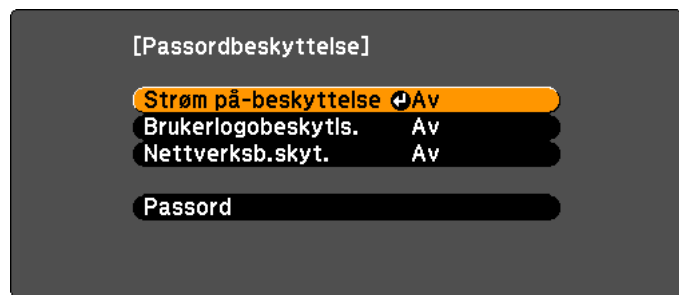 [Passordbeskyttelse]
Strøm på-beskyttelse Av
Brukerlogobeskytls. Av
Nettverksb.skyt. Av
Passord